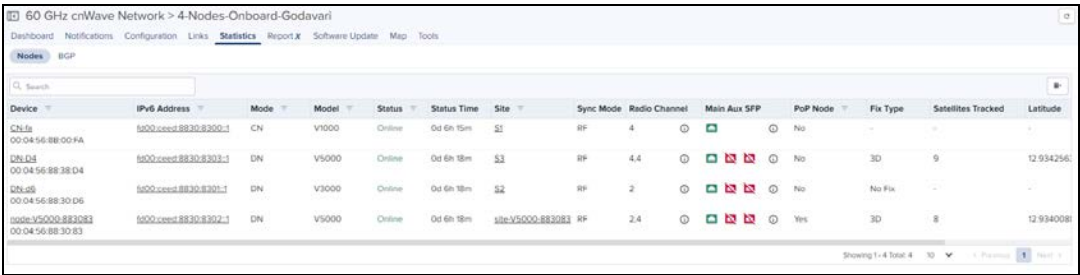 60 GHz cnWave Network > 4-Nodes-Onboard-Godavari
Dashboard Notifications Configuration Links Statistics Report X Software Update Map Tools
Nodes BGP
Search
Device IPv6 Address Mode Model Status Status Time Site Sync Mode Radio Channel Main Aux SFP PoP Node Fix Type Satellites Tracked Latitude
CN-fa fd00:ceed:8830:8300::1 CN V1000 Online 0d 6h 15m S1 RF 4 No - - -
00:04:56:8B:00:FA
DN-D4 fd00:ceed:8830:8303::1 DN V5000 Online 0d 6h 18m S3 RF 4,4 No 3D 9 12.934256
00:04:56:88:38:D4
DN-d6 fd00:ceed:8830:8301::1 DN V3000 Online 0d 6h 18m S2 RF 2 No No Fix - -
00:04:56:88:30:D6
node-V5000-883083 fd00:ceed:8830:8302::1 DN V5000 Online 0d 6h 18m site-V5000-883083 RF 2,4 Yes 3D 8 12.934008
00:04:56:88:30:83
Showing 1 - 4 Total: 4 10 < Previous 1 Next >